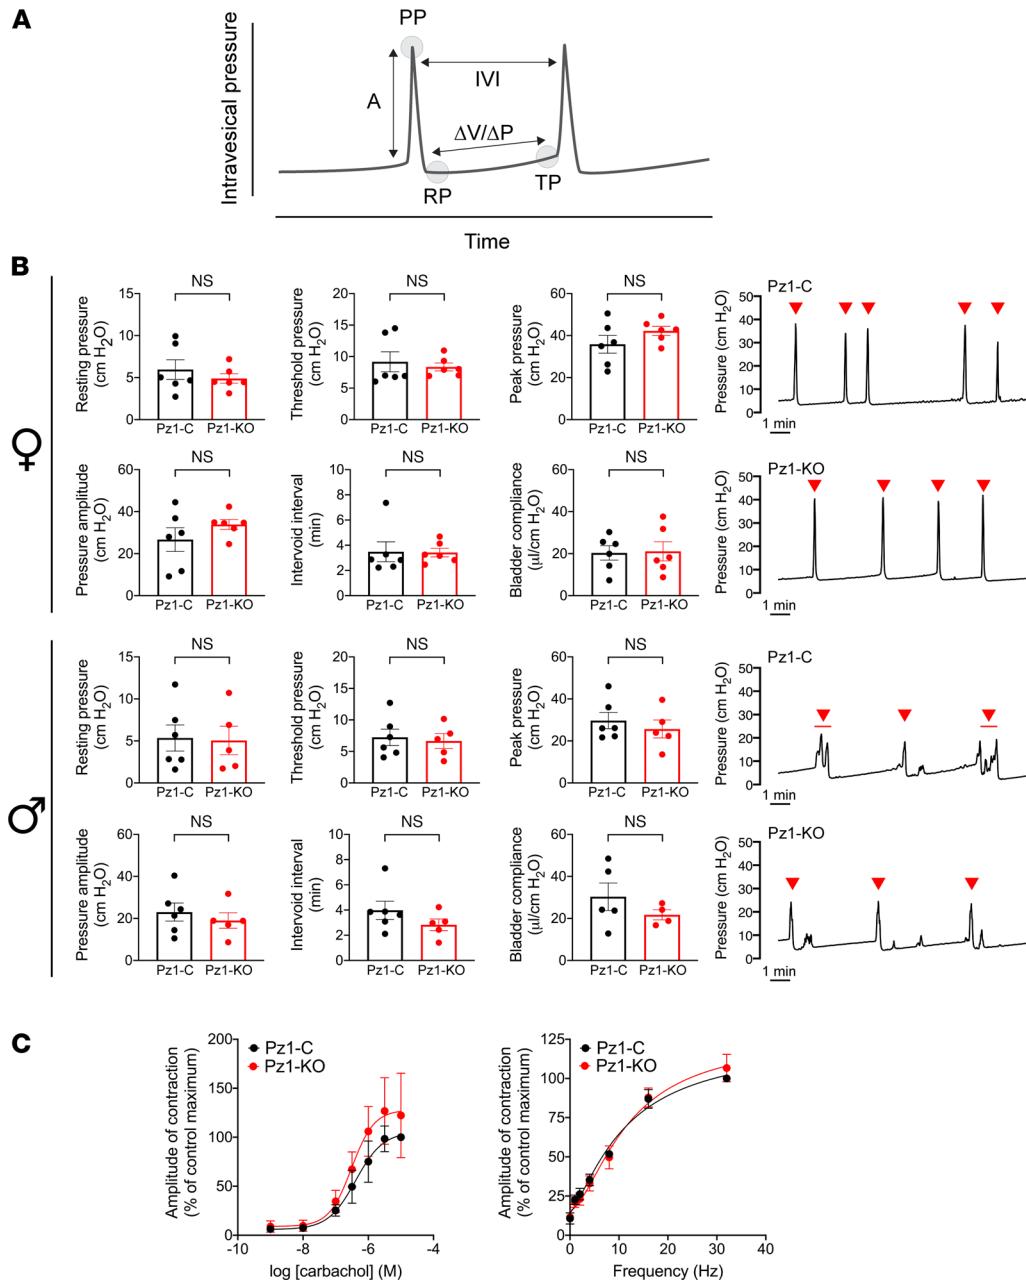 A
Intravesical pressure
PP
A
IVI
ΔV/ΔP
RP
TP
Time
B
♀
Resting pressure
(cm H2O)
15
10
5
0
NS
Pz1-C
Pz1-KO
Threshold pressure
(cm H2O)
20
15
10
5
0
NS
Pz1-C
Pz1-KO
Peak pressure
(cm H2O)
60
40
20
0
NS
Pz1-C
Pz1-KO
Pz1-C
Pressure (cm H2O)
50
40
30
20
10
0
1 min
Pressure amplitude
(cm H2O)
60
40
20
0
NS
Pz1-C
Pz1-KO
Intervoid interval
(min)
10
8
6
4
2
0
NS
Pz1-C
Pz1-KO
Bladder compliance
(µl/cm H2O)
60
40
20
0
NS
Pz1-C
Pz1-KO
Pz1-KO
Pressure (cm H2O)
50
40
30
20
10
0
1 min
♂
Resting pressure
(cm H2O)
15
10
5
0
NS
Pz1-C
Pz1-KO
Threshold pressure
(cm H2O)
20
15
10
5
0
NS
Pz1-C
Pz1-KO
Peak pressure
(cm H2O)
60
40
20
0
NS
Pz1-C
Pz1-KO
Pz1-C
Pressure (cm H2O)
50
40
30
20
10
0
1 min
Pressure amplitude
(cm H2O)
60
40
20
0
NS
Pz1-C
Pz1-KO
Intervoid interval
(min)
10
8
6
4
2
0
NS
Pz1-C
Pz1-KO
Bladder compliance
(µl/cm H2O)
60
40
20
0
NS
Pz1-C
Pz1-KO
Pz1-KO
Pressure (cm H2O)
50
40
30
20
10
0
1 min
C
Amplitude of contraction
(% of control maximum)
200
150
100
50
0
Pz1-C
Pz1-KO
-10
-8
-6
-4
log [carbachol] (M)
Amplitude of contraction
(% of control maximum)
125
100
75
50
25
0
Pz1-C
Pz1-KO
0
10
20
30
40
Frequency (Hz)